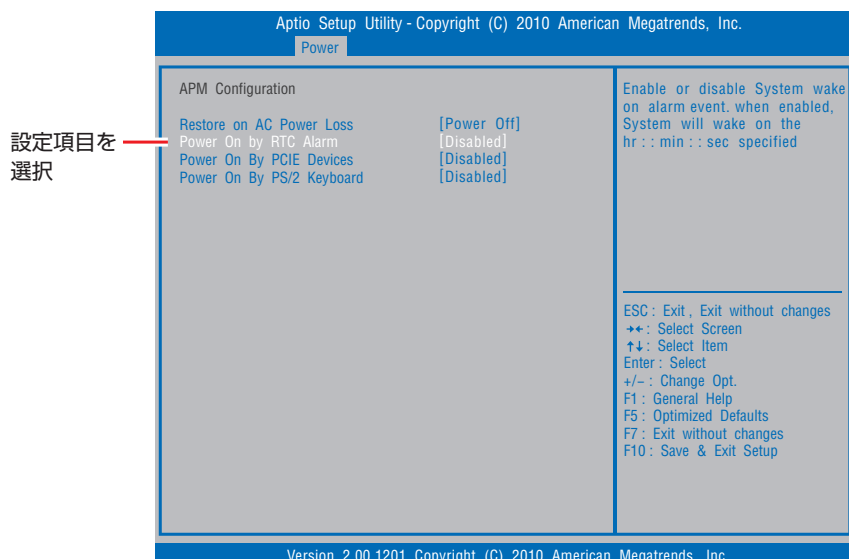 Aptio Setup Utility - Copyright (C) 2010 American Megatrends, Inc.
Power
設定項目を
選択
APM Configuration
Restore on AC Power Loss [Power Off]
Power On by RTC Alarm [Disabled]
Power On By PCIE Devices [Disabled]
Power On By PS/2 Keyboard [Disabled]
Enable or disable System wake
on alarm event. when enabled,
System will wake on the
hr : : min : : sec specified
ESC : Exit , Exit without changes
→← : Select Screen
↑↓ : Select Item
Enter : Select
+/− : Change Opt.
F1 : General Help
F5 : Optimized Defaults
F7 : Exit without changes
F10 : Save & Exit Setup
Version 2.00.1201 Copyright (C) 2010 American Megatrends, Inc